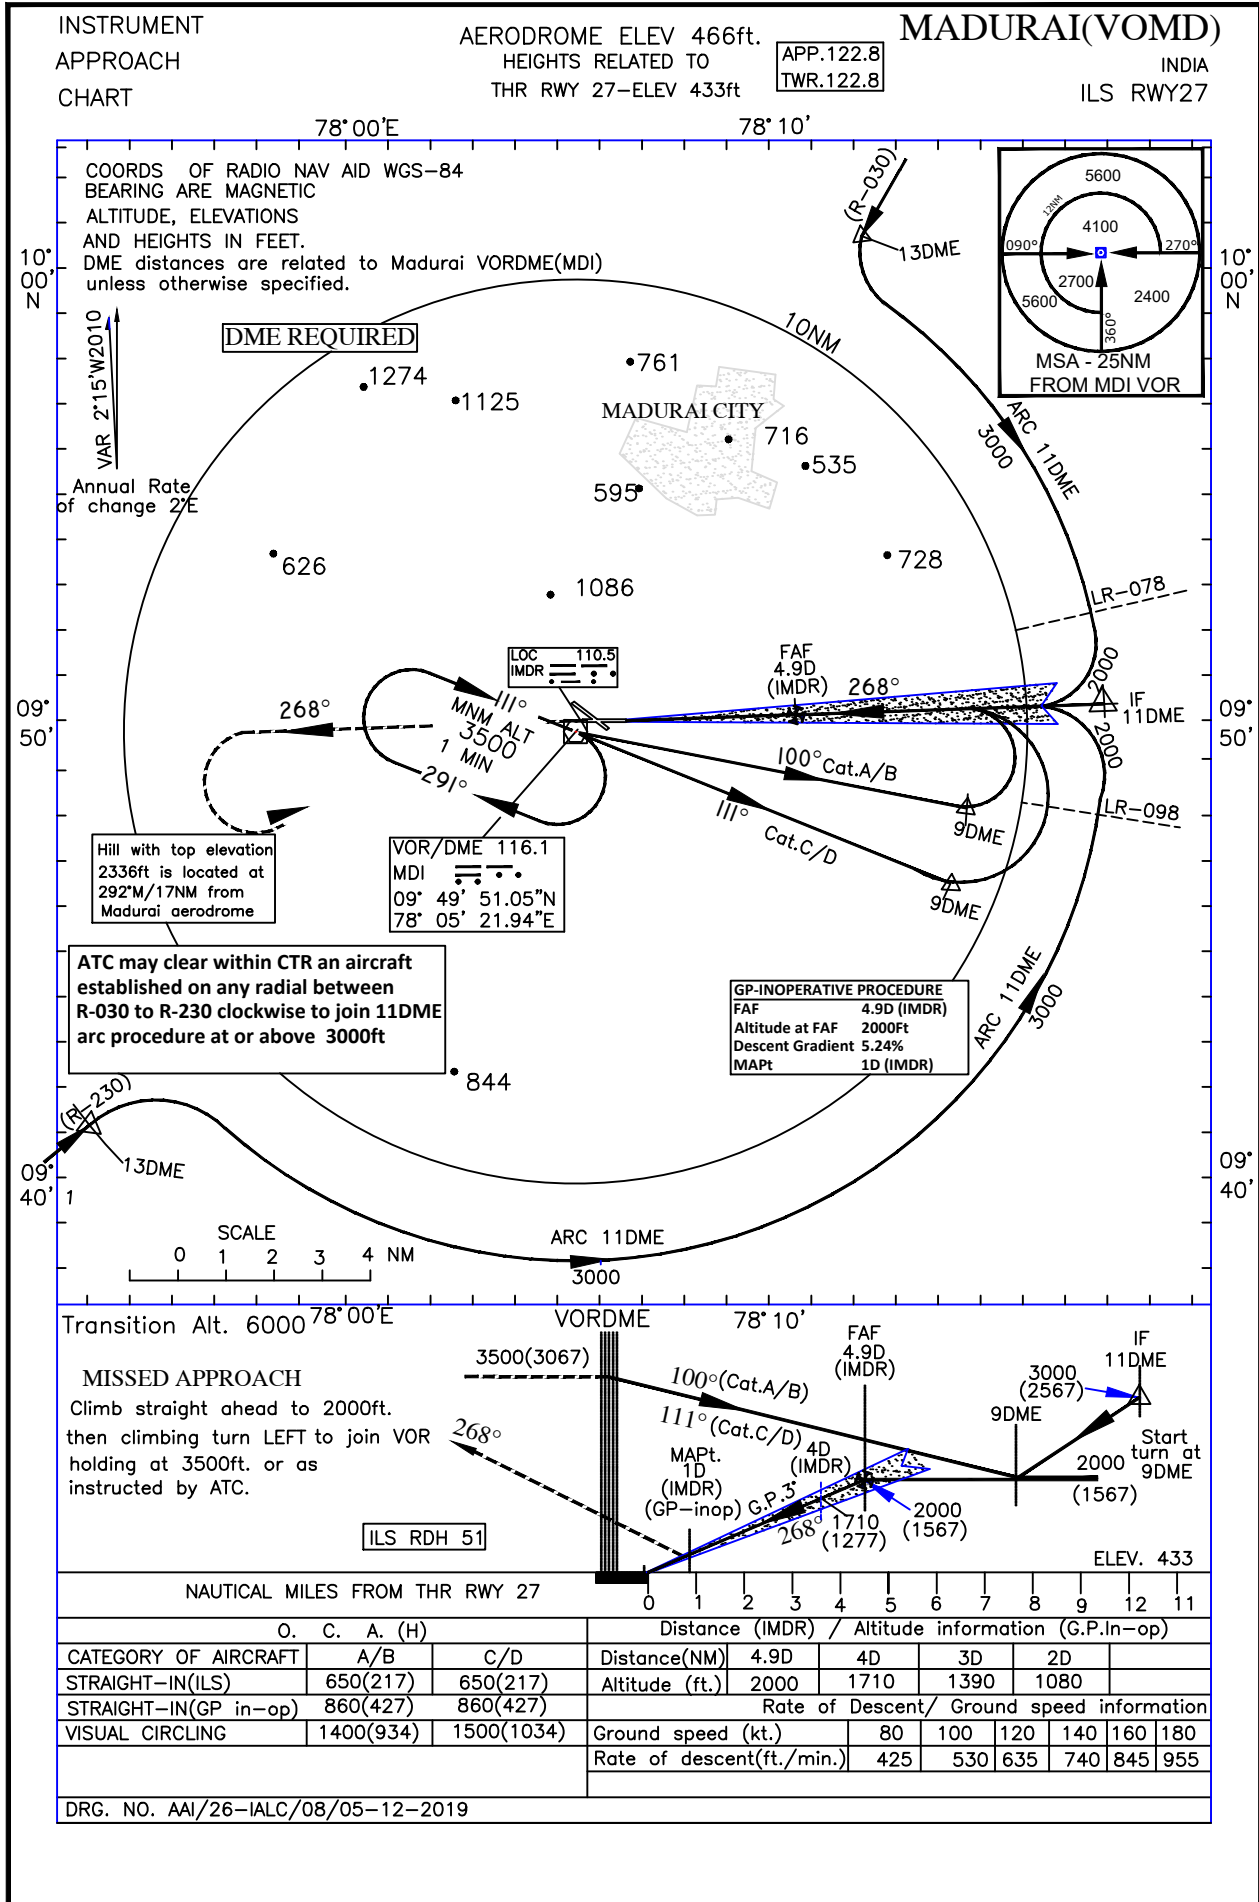 INSTRUMENT
APPROACH
CHART
AERODROME ELEV 466ft.
HEIGHTS RELATED TO
THR RWY 27-ELEV 433ft
APP.122.8
TWR.122.8
MADURAI(VOMD)
INDIA
ILS RWY27
78°00'E
78°10'
COORDS OF RADIO NAV AID WGS-84
BEARING ARE MAGNETIC
ALTITUDE, ELEVATIONS
AND HEIGHTS IN FEET.
DME distances are related to Madurai VORDME(MDI)
unless otherwise specified.
10°
00'
N
10°
00'
N
VAR 2°15'W2010
Annual Rate
of change 2'E
DME REQUIRED
(R-030)
13DME
5600
12NM
4100
090°
270°
2700
5600
2400
360°
MSA - 25NM
FROM MDI VOR
10NM
1274
1125
761
MADURAI CITY
716
535
595
ARC 11DME
3000
626
1086
728
LR-078
LOC 110.5
IMDR
FAF
4.9D
(IMDR)
268°
2000
IF
11DME
2000
09°
50'
09°
50'
268°
111°
MNM ALT
3500
1 MIN
291°
100° Cat.A/B
111° Cat.C/D
9DME
9DME
LR-098
Hill with top elevation
2336ft is located at
292°M/17NM from
Madurai aerodrome
VOR/DME 116.1
MDI
09° 49' 51.05"N
78° 05' 21.94"E
ATC may clear within CTR an aircraft
established on any radial between
R-030 to R-230 clockwise to join 11DME
arc procedure at or above 3000ft
GP-INOPERATIVE PROCEDURE
FAF 4.9D (IMDR)
Altitude at FAF 2000Ft
Descent Gradient 5.24%
MAPt 1D (IMDR)
ARC 11DME
3000
844
(R-230)
13DME
09°
40' 1
09°
40'
SCALE
0 1 2 3 4 NM
ARC 11DME
3000
78°00'E
78°10'
Transition Alt. 6000
VORDME
MISSED APPROACH
Climb straight ahead to 2000ft.
then climbing turn LEFT to join VOR
holding at 3500ft. or as
instructed by ATC.
3500(3067)
268°
100°(Cat.A/B)
111°(Cat.C/D)
FAF
4.9D
(IMDR)
IF
11DME
3000
(2567)
9DME
Start
turn at
9DME
2000
(1567)
MAPt.
1D
(IMDR)
(GP-inop)
4D
(IMDR)
G.P.3°
268°
1710
(1277)
2000
(1567)
ILS RDH 51
ELEV. 433
NAUTICAL MILES FROM THR RWY 27
0 1 2 3 4 5 6 7 8 9 12 11
O. C. A. (H)
CATEGORY OF AIRCRAFT A/B C/D
STRAIGHT-IN(ILS) 650(217) 650(217)
STRAIGHT-IN(GP in-op) 860(427) 860(427)
VISUAL CIRCLING 1400(934) 1500(1034)
Distance (IMDR) / Altitude information (G.P.In-op)
Distance(NM) 4.9D 4D 3D 2D
Altitude (ft.) 2000 1710 1390 1080
Rate of Descent/ Ground speed information
Ground speed (kt.) 80 100 120 140 160 180
Rate of descent(ft./min.) 425 530 635 740 845 955
DRG. NO. AAI/26-IALC/08/05-12-2019